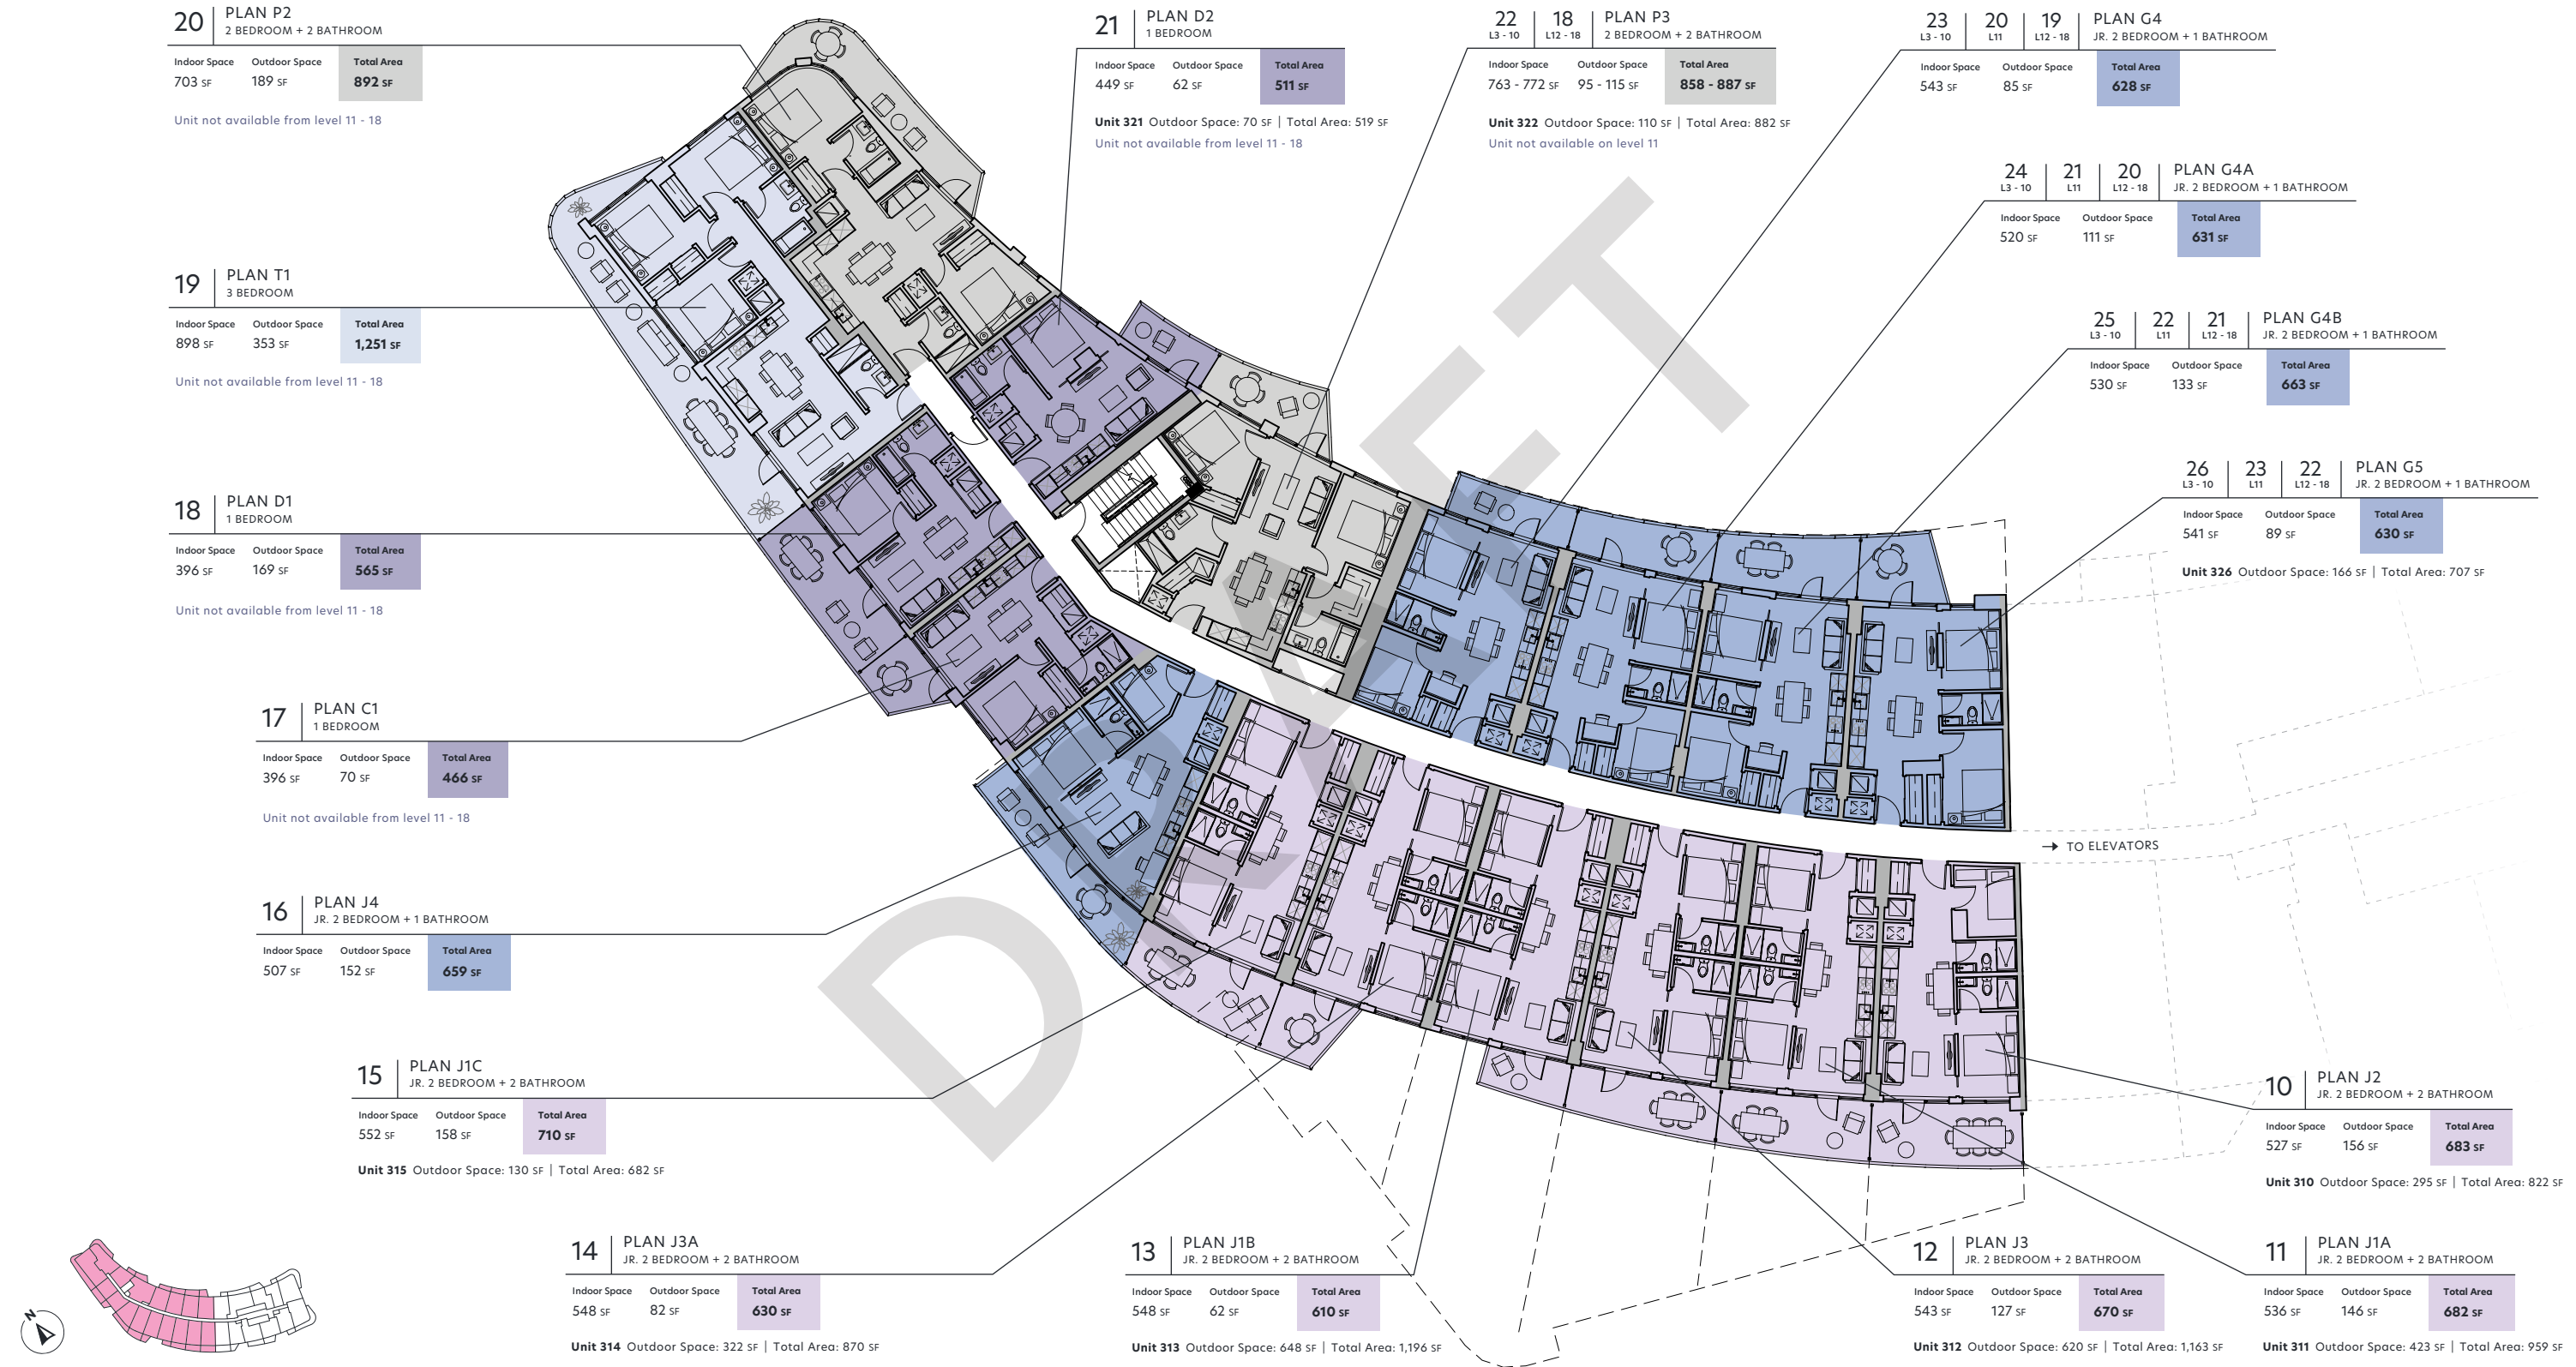 20 PLAN P2
2 BEDROOM + 2 BATHROOM
Indoor Space Outdoor Space Total Area
703 SF 189 SF 892 SF
Unit not available from level 11 - 18
21 PLAN D2
1 BEDROOM
Indoor Space Outdoor Space Total Area
449 SF 62 SF 511 SF
Unit 321 Outdoor Space: 70 SF | Total Area: 519 SF
Unit not available from level 11 - 18
22 18 PLAN P3
L3 - 10 L12 - 18 2 BEDROOM + 2 BATHROOM
Indoor Space Outdoor Space Total Area
763 - 772 SF 95 - 115 SF 858 - 887 SF
Unit 322 Outdoor Space: 110 SF | Total Area: 882 SF
Unit not available on level 11
23 20 19 PLAN G4
L3 - 10 L11 L12 - 18 JR. 2 BEDROOM + 1 BATHROOM
Indoor Space Outdoor Space Total Area
543 SF 85 SF 628 SF
24 21 20 PLAN G4A
L3 - 10 L11 L12 - 18 JR. 2 BEDROOM + 1 BATHROOM
Indoor Space Outdoor Space Total Area
520 SF 111 SF 631 SF
25 22 21 PLAN G4B
L3 - 10 L11 L12 - 18 JR. 2 BEDROOM + 1 BATHROOM
Indoor Space Outdoor Space Total Area
530 SF 133 SF 663 SF
26 23 22 PLAN G5
L3 - 10 L11 L12 - 18 JR. 2 BEDROOM + 1 BATHROOM
Indoor Space Outdoor Space Total Area
541 SF 89 SF 630 SF
Unit 326 Outdoor Space: 166 SF | Total Area: 707 SF
19 PLAN T1
3 BEDROOM
Indoor Space Outdoor Space Total Area
898 SF 353 SF 1,251 SF
Unit not available from level 11 - 18
18 PLAN D1
1 BEDROOM
Indoor Space Outdoor Space Total Area
396 SF 169 SF 565 SF
Unit not available from level 11 - 18
17 PLAN C1
1 BEDROOM
Indoor Space Outdoor Space Total Area
396 SF 70 SF 466 SF
Unit not available from level 11 - 18
DRAFT
→ TO ELEVATORS
16 PLAN J4
JR. 2 BEDROOM + 1 BATHROOM
Indoor Space Outdoor Space Total Area
507 SF 152 SF 659 SF
15 PLAN J1C
JR. 2 BEDROOM + 2 BATHROOM
Indoor Space Outdoor Space Total Area
552 SF 158 SF 710 SF
Unit 315 Outdoor Space: 130 SF | Total Area: 682 SF
10 PLAN J2
JR. 2 BEDROOM + 2 BATHROOM
Indoor Space Outdoor Space Total Area
527 SF 156 SF 683 SF
Unit 310 Outdoor Space: 295 SF | Total Area: 822 SF
14 PLAN J3A
JR. 2 BEDROOM + 2 BATHROOM
Indoor Space Outdoor Space Total Area
548 SF 82 SF 630 SF
Unit 314 Outdoor Space: 322 SF | Total Area: 870 SF
13 PLAN J1B
JR. 2 BEDROOM + 2 BATHROOM
Indoor Space Outdoor Space Total Area
548 SF 62 SF 610 SF
Unit 313 Outdoor Space: 648 SF | Total Area: 1,196 SF
12 PLAN J3
JR. 2 BEDROOM + 2 BATHROOM
Indoor Space Outdoor Space Total Area
543 SF 127 SF 670 SF
Unit 312 Outdoor Space: 620 SF | Total Area: 1,163 SF
11 PLAN J1A
JR. 2 BEDROOM + 2 BATHROOM
Indoor Space Outdoor Space Total Area
536 SF 146 SF 682 SF
Unit 311 Outdoor Space: 423 SF | Total Area: 959 SF
N